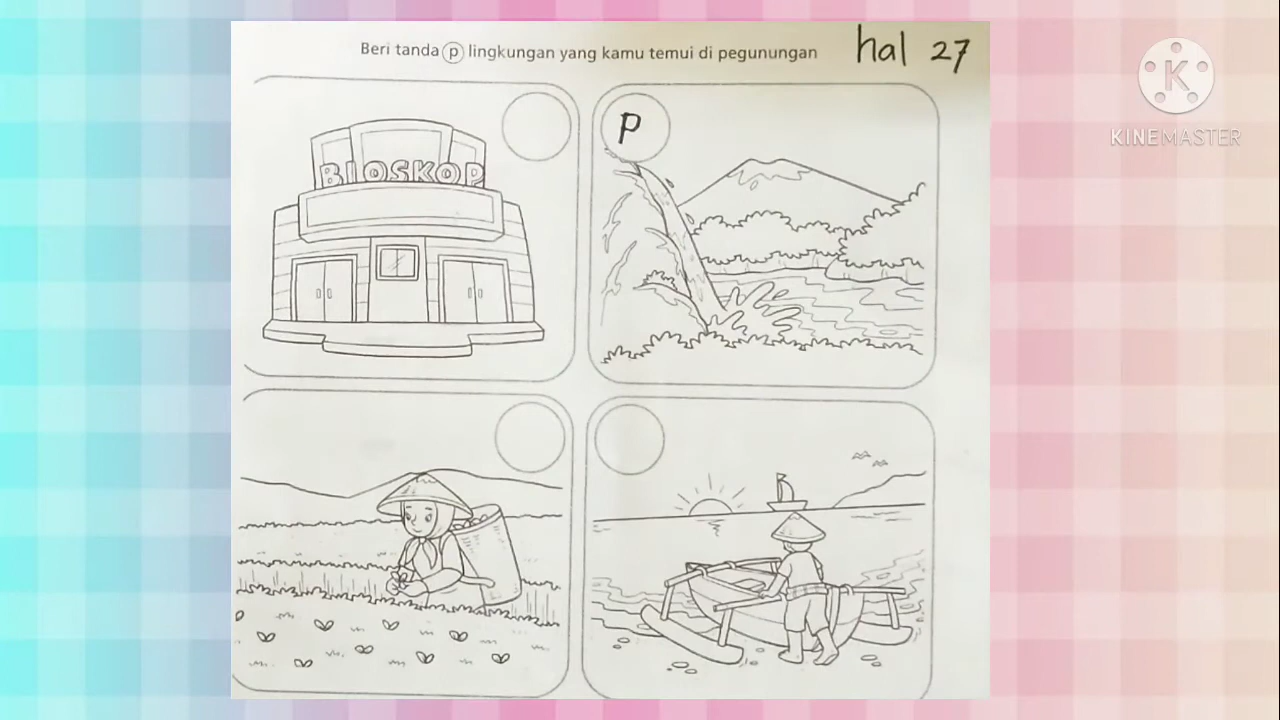 Beri tanda p lingkungan yang kamu temui di pegunungan
hal 27
BIOSKOP
p
K
KINEMASTER